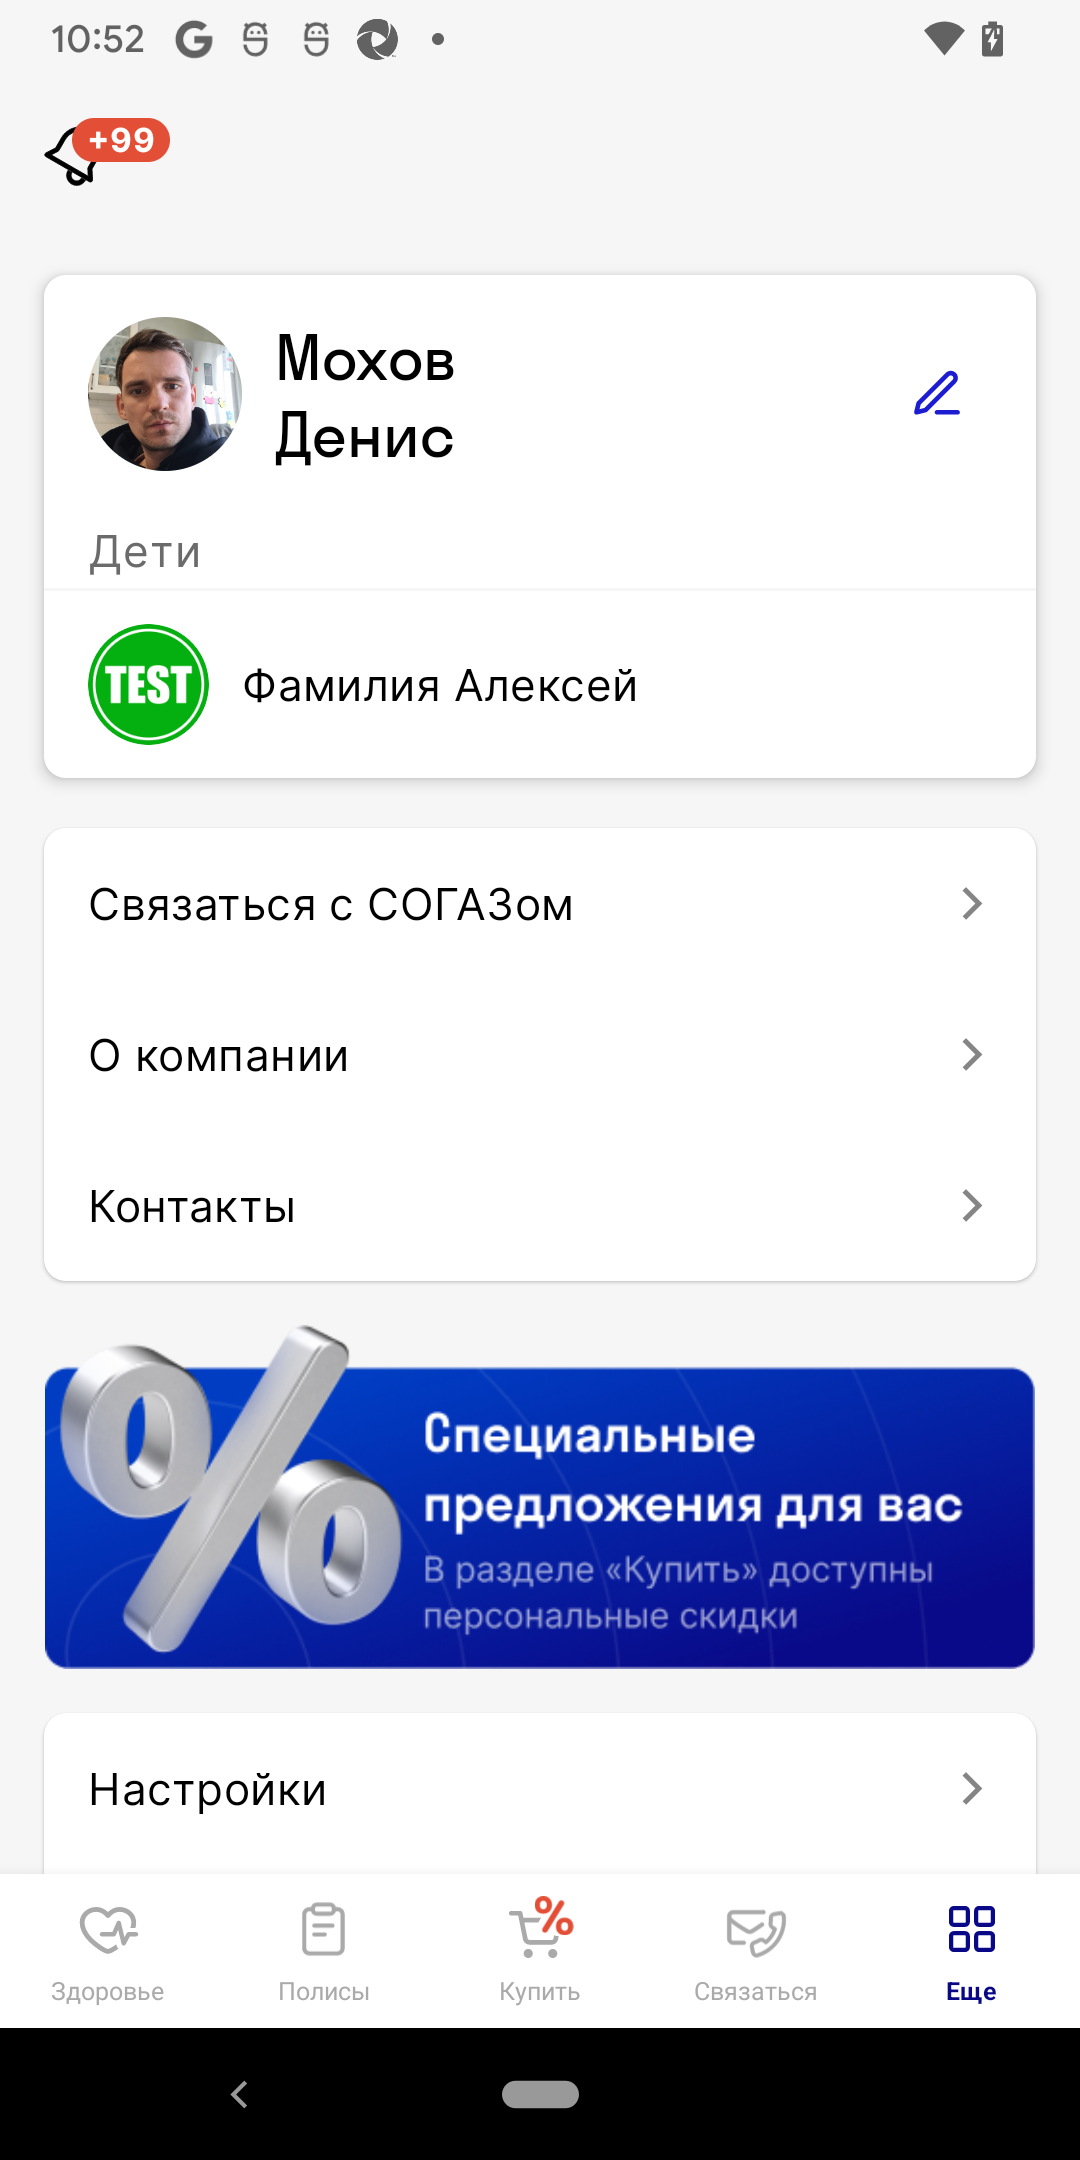 10:52
+99
Мохов
Денис
Дети
TEST
Фамилия Алексей
Связаться с СОГАЗом
О компании
Контакты
%
Специальные
предложения для вас
В разделе «Купить» доступны
персональные скидки
Настройки
%
Здоровье
Полисы
Купить
Связаться
Еще